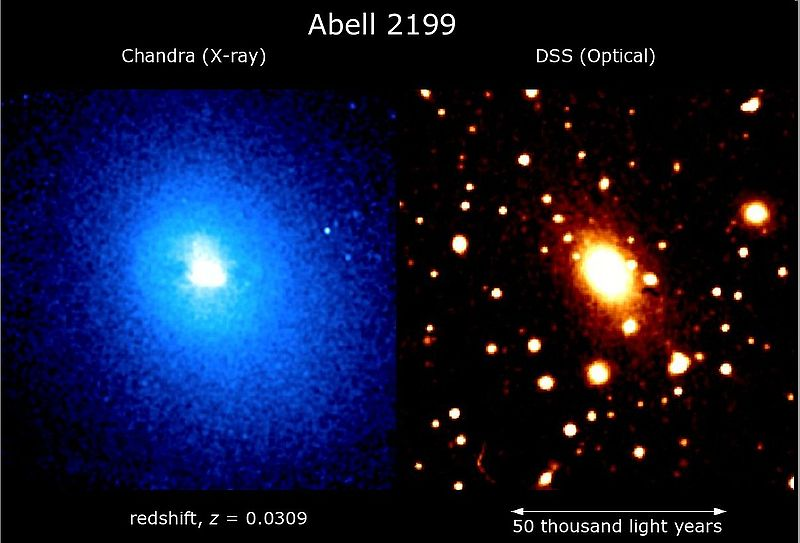 Abell 2199
Chandra (X-ray)
DSS (Optical)
redshift, z = 0.0309
50 thousand light years